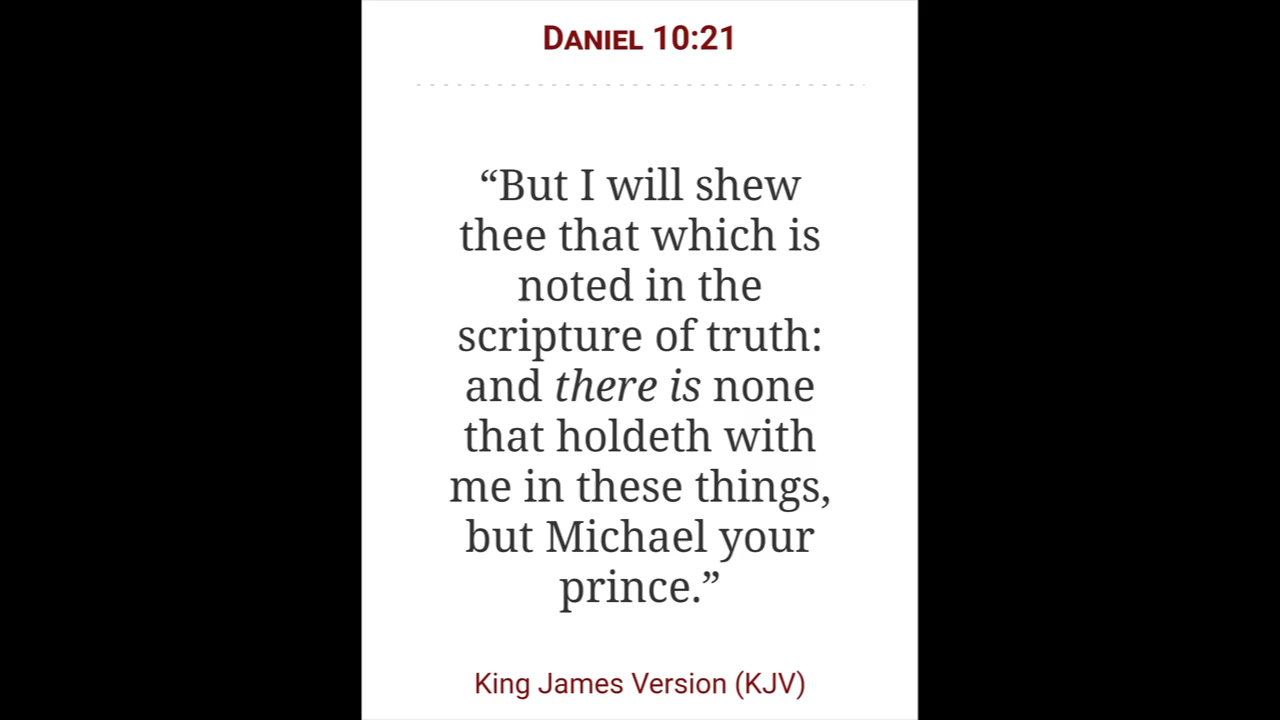 DANIEL 10:21
“But I will shew
thee that which is
noted in the
scripture of truth:
and there is none
that holdeth with
me in these things,
but Michael your
prince.”
King James Version (KJV)